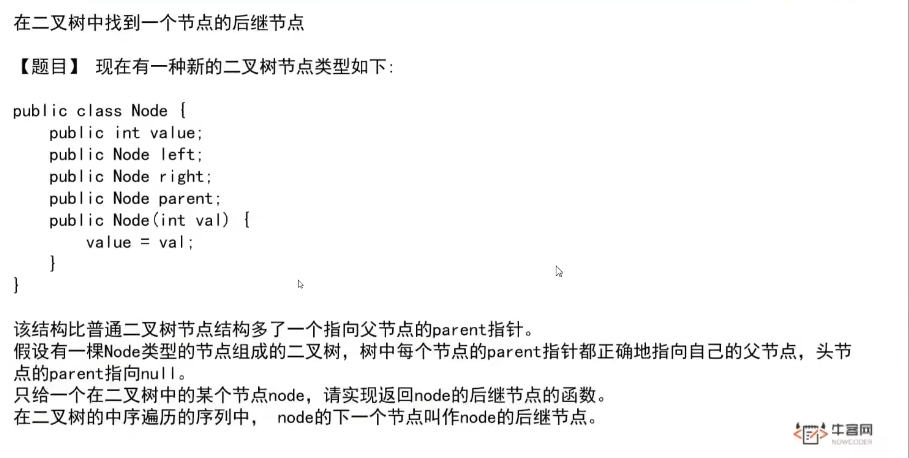 在二叉树中找到一个节点的后继节点
【题目】 现在有一种新的二叉树节点类型如下:
public class Node {
public int value;
public Node left;
public Node right;
public Node parent;
public Node(int val) {
value = val;
}
}
该结构比普通二叉树节点结构多了一个指向父节点的parent指针。
假设有一棵Node类型的节点组成的二叉树，树中每个节点的parent指针都正确地指向自己的父节点，头节
点的parent指向null。
只给一个在二叉树中的某个节点node，请实现返回node的后继节点的函数。
在二叉树的中序遍历的序列中， node的下一个节点叫作node的后继节点。
牛客网
NOWCODER